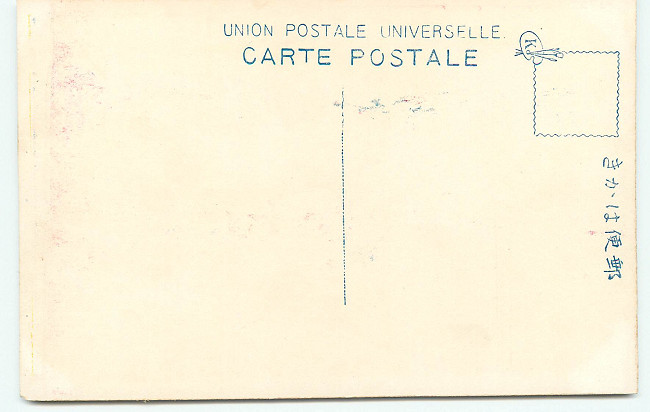 UNION POSTALE UNIVERSELLE.
CARTE POSTALE
K
郵便はがき